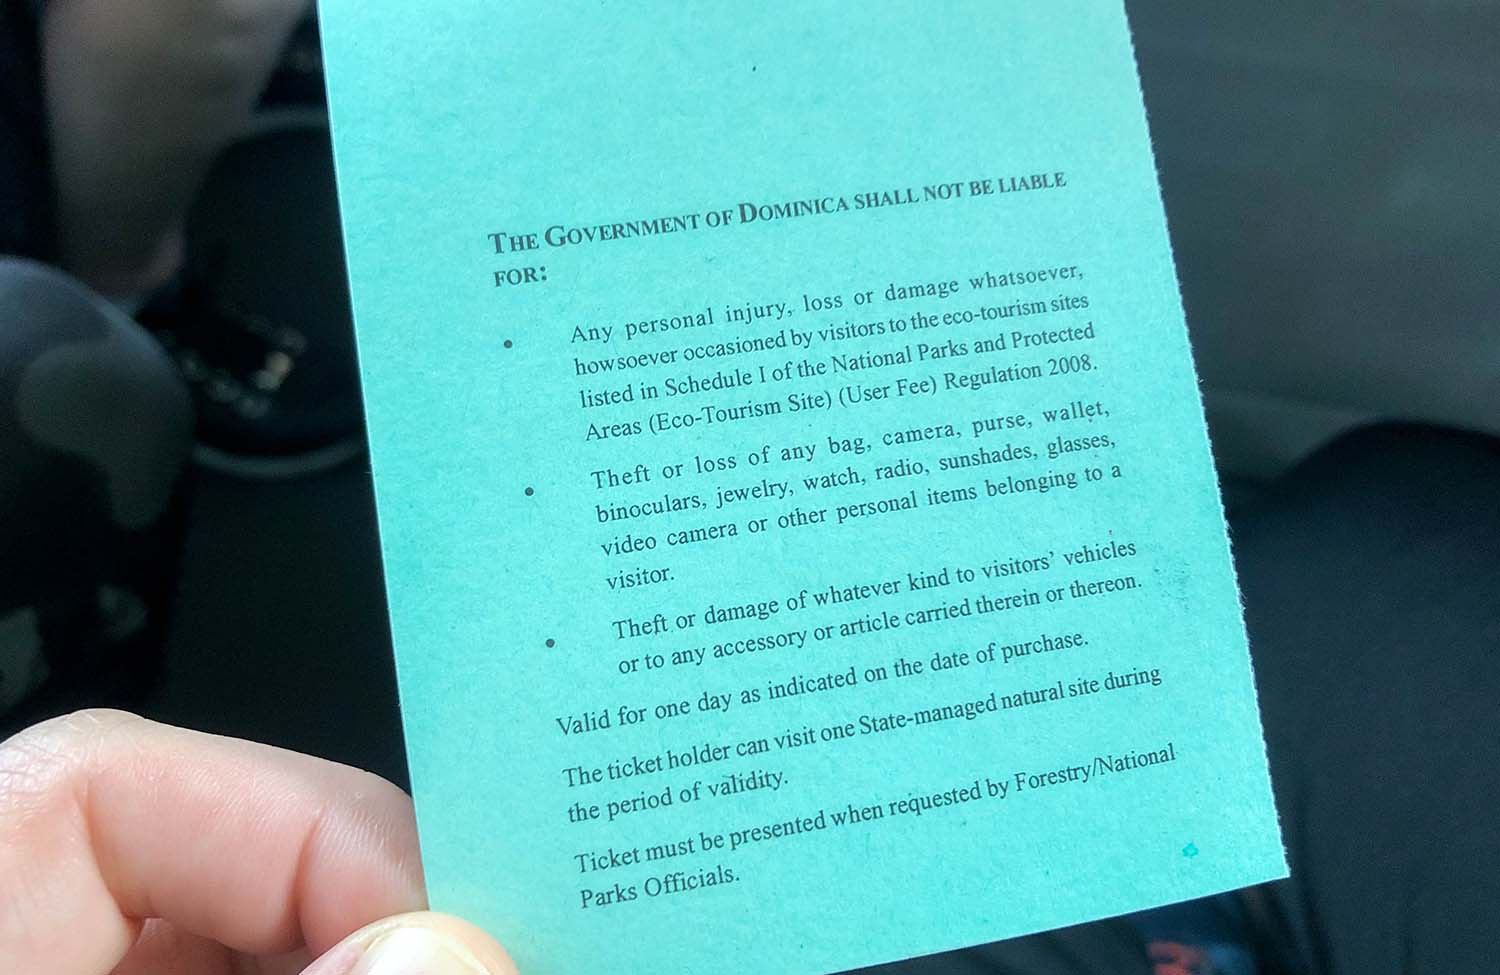 THE GOVERNMENT OF DOMINICA SHALL NOT BE LIABLE
FOR:
• Any personal injury, loss or damage whatsoever,
howsoever occasioned by visitors to the eco-tourism sites
listed in Schedule I of the National Parks and Protected
Areas (Eco-Tourism Site) (User Fee) Regulation 2008.
• Theft or loss of any bag, camera, purse, wallet,
binoculars, jewelry, watch, radio, sunshades, glasses,
video camera or other personal items belonging to a
visitor.
• Theft or damage of whatever kind to visitors' vehicles
or to any accessory or article carried therein or thereon.
Valid for one day as indicated on the date of purchase.
The ticket holder can visit one State-managed natural site during
the period of validity.
Ticket must be presented when requested by Forestry/National
Parks Officials.